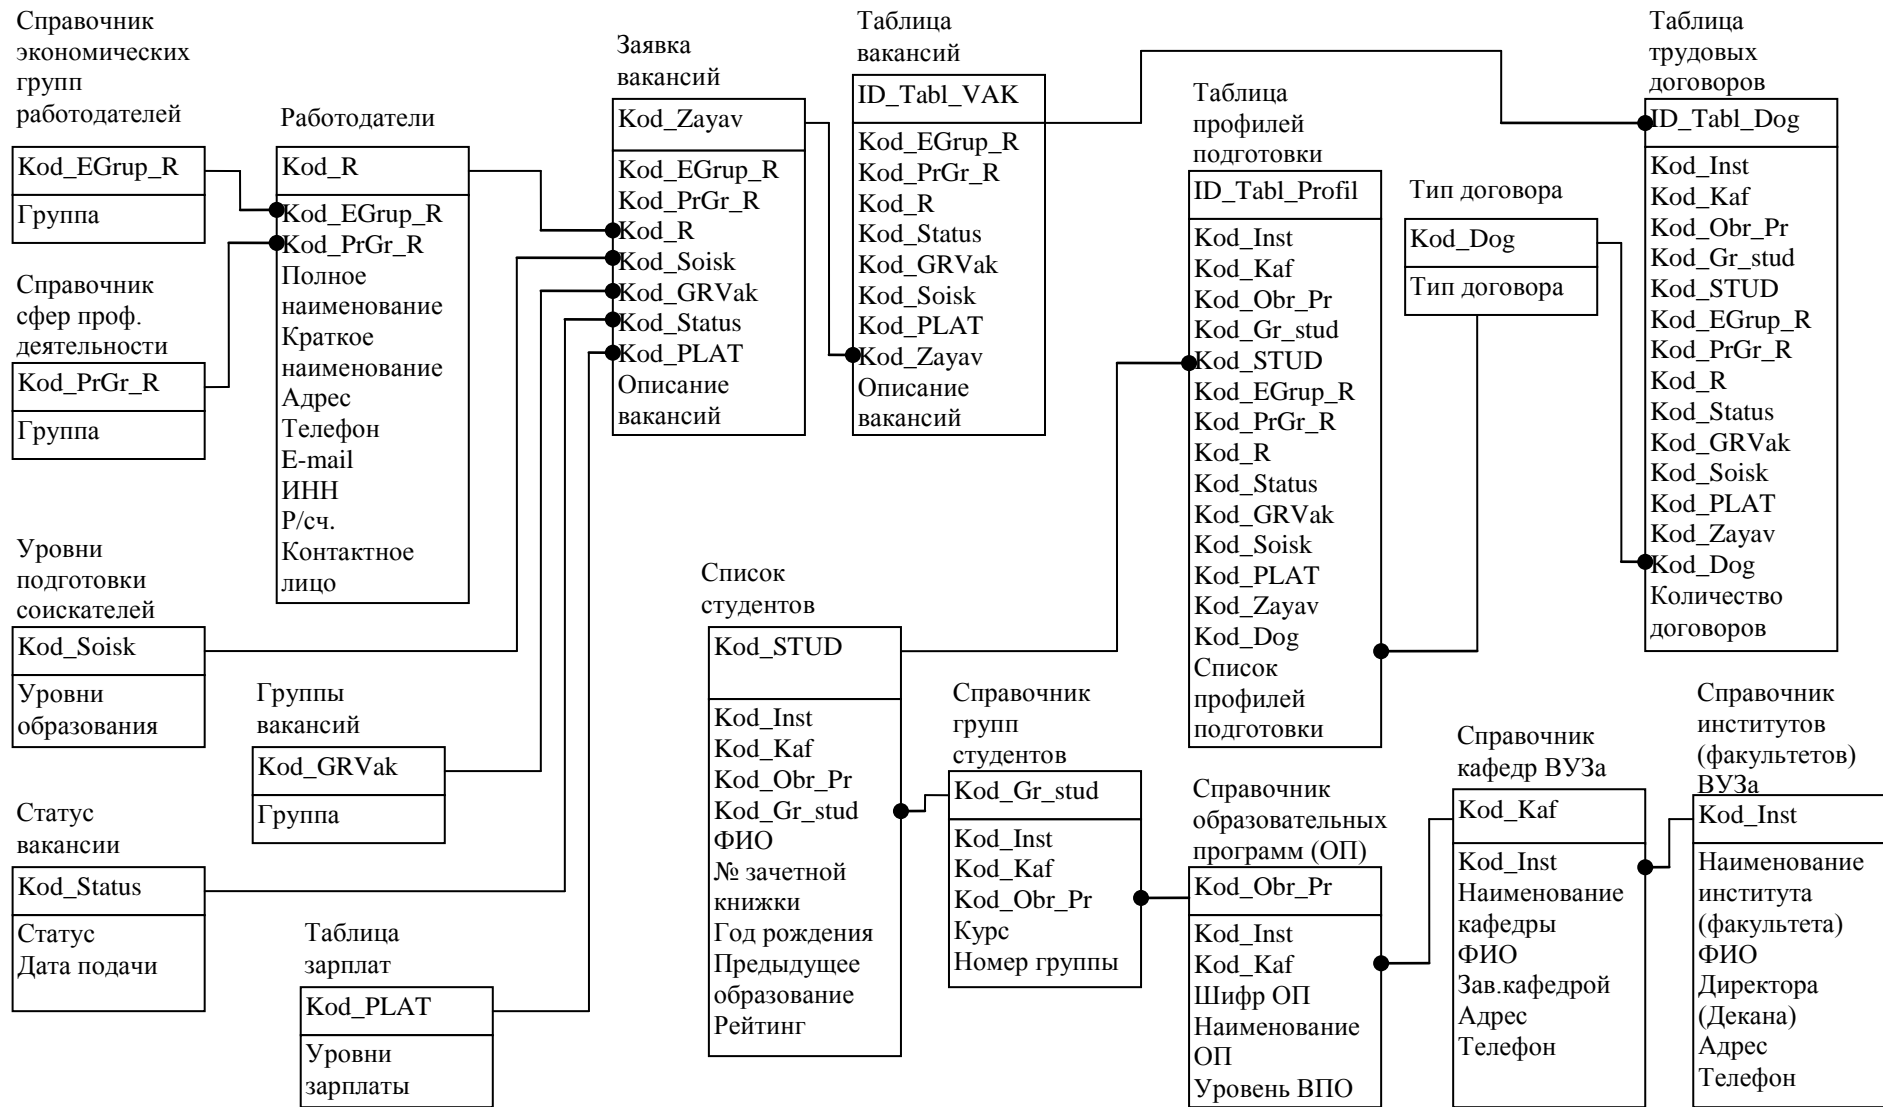 Справочник
экономических
групп
работодателей
Kod_EGrup_R
Группа
Справочник
сфер проф.
деятельности
Kod_PrGr_R
Группа
Уровни
подготовки
соискателей
Kod_Soisk
Уровни
образования
Статус
вакансии
Kod_Status
Статус
Дата подачи
Работодатели
Kod_R
Kod_EGrup_R
Kod_PrGr_R
Полное
наименование
Краткое
наименование
Адрес
Телефон
E-mail
ИНН
Р/сч.
Контактное
лицо
Группы
вакансий
Kod_GRVak
Группа
Таблица
зарплат
Kod_PLAT
Уровни
зарплаты
Заявка
вакансий
Kod_Zayav
Kod_EGrup_R
Kod_PrGr_R
Kod_R
Kod_Soisk
Kod_GRVak
Kod_Status
Kod_PLAT
Описание
вакансий
Таблица
вакансий
ID_Tabl_VAK
Kod_EGrup_R
Kod_PrGr_R
Kod_R
Kod_Status
Kod_GRVak
Kod_Soisk
Kod_PLAT
Kod_Zayav
Описание
вакансий
Список
студентов
Kod_STUD
Kod_Inst
Kod_Kaf
Kod_Obr_Pr
Kod_Gr_stud
ФИО
№ зачетной
книжки
Год рождения
Предыдущее
образование
Рейтинг
Справочник
групп
студентов
Kod_Gr_stud
Kod_Inst
Kod_Kaf
Kod_Obr_Pr
Курс
Номер группы
Таблица
профилей
подготовки
ID_Tabl_Profil
Kod_Inst
Kod_Kaf
Kod_Obr_Pr
Kod_Gr_stud
Kod_STUD
Kod_EGrup_R
Kod_PrGr_R
Kod_R
Kod_Status
Kod_GRVak
Kod_Soisk
Kod_PLAT
Kod_Zayav
Kod_Dog
Список
профилей
подготовки
Справочник
образовательных
программ (ОП)
Kod_Obr_Pr
Kod_Inst
Kod_Kaf
Шифр ОП
Наименование
ОП
Уровень ВПО
Тип договора
Kod_Dog
Тип договора
Справочник
кафедр ВУЗа
Kod_Kaf
Kod_Inst
Наименование
кафедры
ФИО
Зав.кафедрой
Адрес
Телефон
Таблица
трудовых
договоров
ID_Tabl_Dog
Kod_Inst
Kod_Kaf
Kod_Obr_Pr
Kod_Gr_stud
Kod_STUD
Kod_EGrup_R
Kod_PrGr_R
Kod_R
Kod_Status
Kod_GRVak
Kod_Soisk
Kod_PLAT
Kod_Zayav
Kod_Dog
Количество
договоров
Справочник
институтов
(факультетов)
ВУЗа
Kod_Inst
Наименование
института
(факультета)
ФИО
Директора
(Декана)
Адрес
Телефон